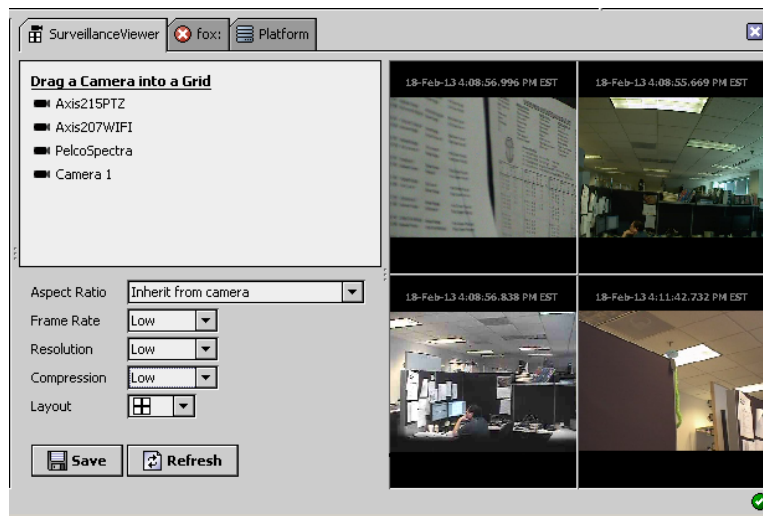 SurveillanceViewer
fox:
Platform
Drag a Camera into a Grid
Axis215PTZ
Axis207WIFI
PelcoSpectra
Camera 1
Aspect Ratio Inherit from camera
Frame Rate Low
Resolution Low
Compression Low
Layout
Save Refresh
18-Feb-13 4:08:56.996 PM EST
18-Feb-13 4:08:55.669 PM EST
18-Feb-13 4:08:56.838 PM EST
18-Feb-13 4:11:42.732 PM EST